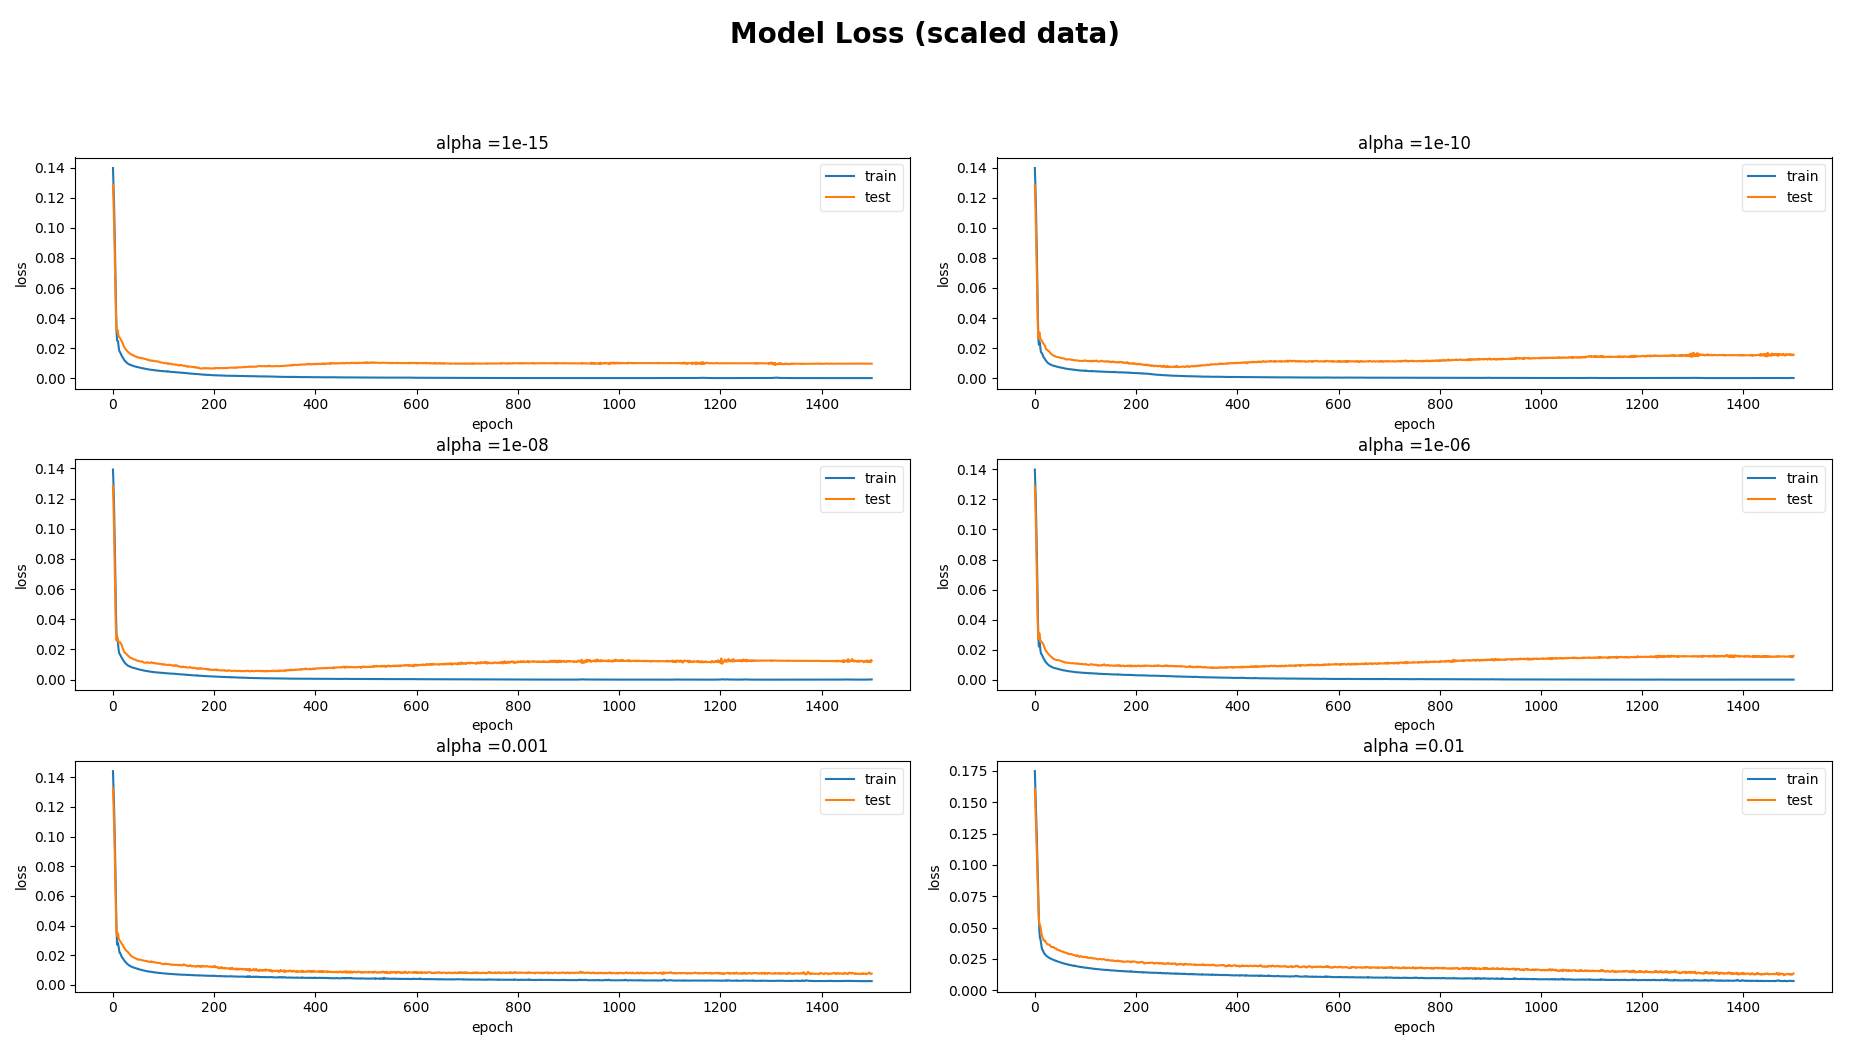 Model Loss (scaled data)
alpha =1e-15
0.14
0.12
0.10
0.08
0.06
0.04
0.02
0.00
loss
0 200 400 600 800 1000 1200 1400
epoch
train
test
alpha =1e-10
0.14
0.12
0.10
0.08
0.06
0.04
0.02
0.00
loss
0 200 400 600 800 1000 1200 1400
epoch
train
test
alpha =1e-08
0.14
0.12
0.10
0.08
0.06
0.04
0.02
0.00
loss
0 200 400 600 800 1000 1200 1400
epoch
train
test
alpha =1e-06
0.14
0.12
0.10
0.08
0.06
0.04
0.02
0.00
loss
0 200 400 600 800 1000 1200 1400
epoch
train
test
alpha =0.001
0.14
0.12
0.10
0.08
0.06
0.04
0.02
0.00
loss
0 200 400 600 800 1000 1200 1400
epoch
train
test
alpha =0.01
0.175
0.150
0.125
0.100
0.075
0.050
0.025
0.000
loss
0 200 400 600 800 1000 1200 1400
epoch
train
test